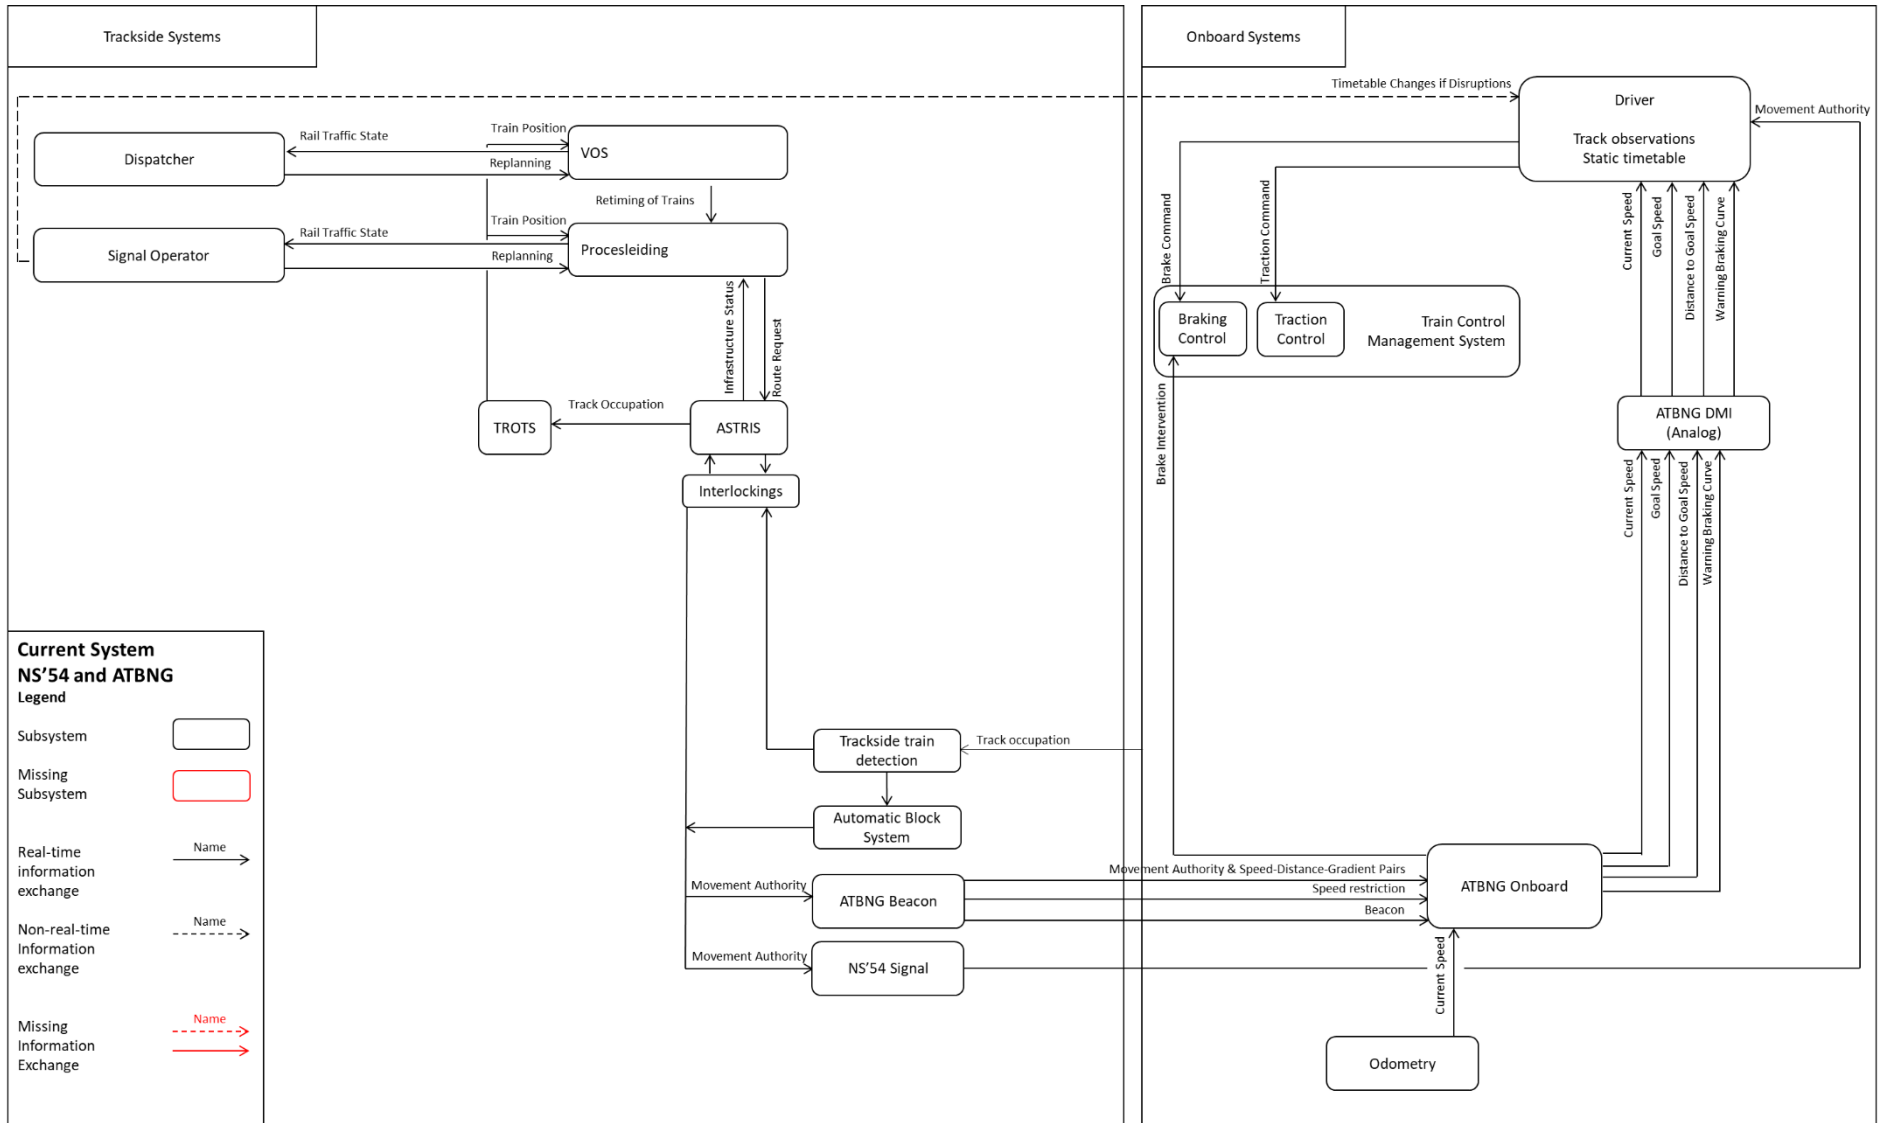 Trackside Systems
Onboard Systems
Timetable Changes if Disruptions
Driver
Track observations
Static timetable
Movement Authority
Train Position
Rail Traffic State
Dispatcher
VOS
Replanning
Retiming of Trains
Train Position
Rail Traffic State
Signal Operator
Procesleiding
Replanning
Infrastructure Status
Route Request
Brake Command
Traction Command
Current Speed
Goal Speed
Distance to Goal Speed
Warning Braking Curve
Braking
Control
Traction
Control
Train Control
Management System
Track Occupation
TROTS
ASTRIS
Interlockings
Brake Intervention
ATBNG DMI
(Analog)
Current Speed
Goal Speed
Distance to Goal Speed
Warning Braking Curve
Current System
NS’54 and ATBNG
Legend
Subsystem
Missing
Subsystem
Real-time
information
exchange
Name
Non-real-time
Information
exchange
Name
Missing
Information
Exchange
Name
Trackside train
detection
Track occupation
Automatic Block
System
Movement Authority
ATBNG Beacon
Movement Authority & Speed-Distance-Gradient Pairs
Speed restriction
Beacon
ATBNG Onboard
Movement Authority
NS’54 Signal
Current Speed
Odometry